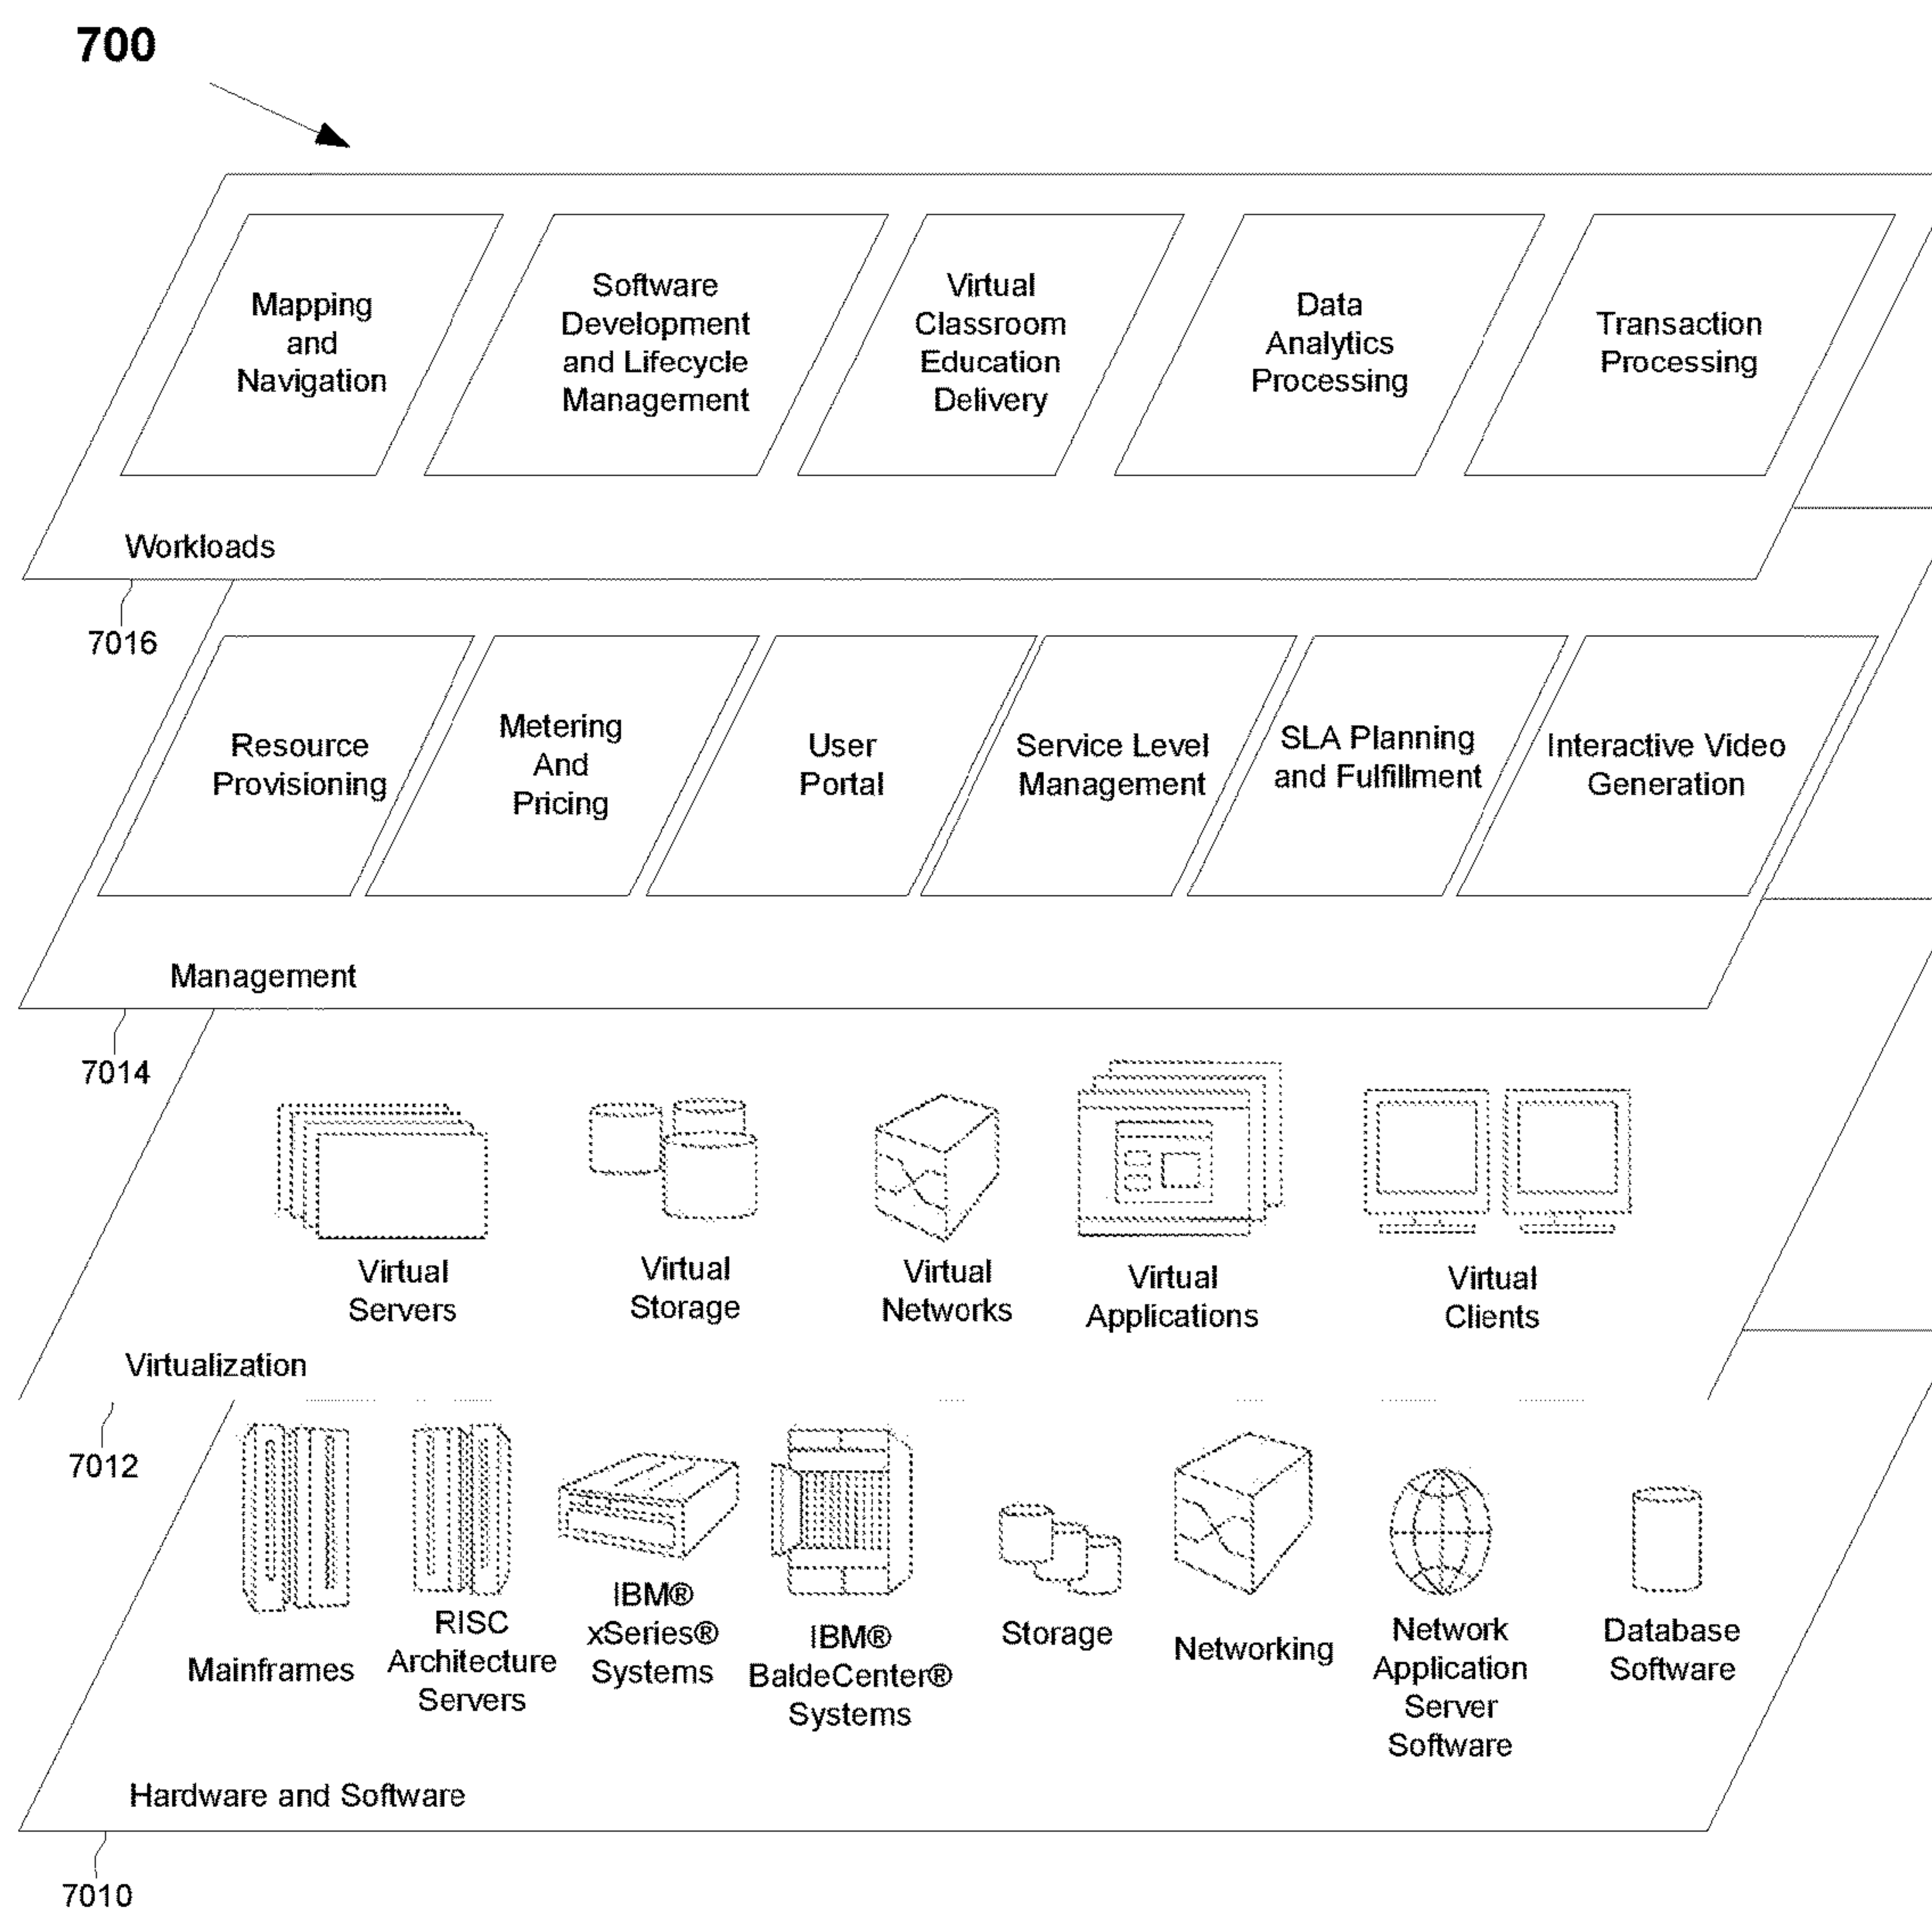 700
Mapping
and
Navigation
Software
Development
and Lifecycle
Management
Virtual
Classroom
Education
Delivery
Data
Analytics
Processing
Transaction
Processing
Workloads
7016
Resource
Provisioning
Metering
And
Pricing
User
Portal
Service Level
Management
SLA Planning
and Fulfillment
Interactive Video
Generation
Management
7014
Virtual
Servers
Virtual
Storage
Virtual
Networks
Virtual
Applications
Virtual
Clients
Virtualization
7012
Mainframes
RISC
Architecture
Servers
IBM®
xSeries®
Systems
IBM®
BaldeCenter®
Systems
Storage
Networking
Network
Application
Server
Software
Database
Software
Hardware and Software
7010